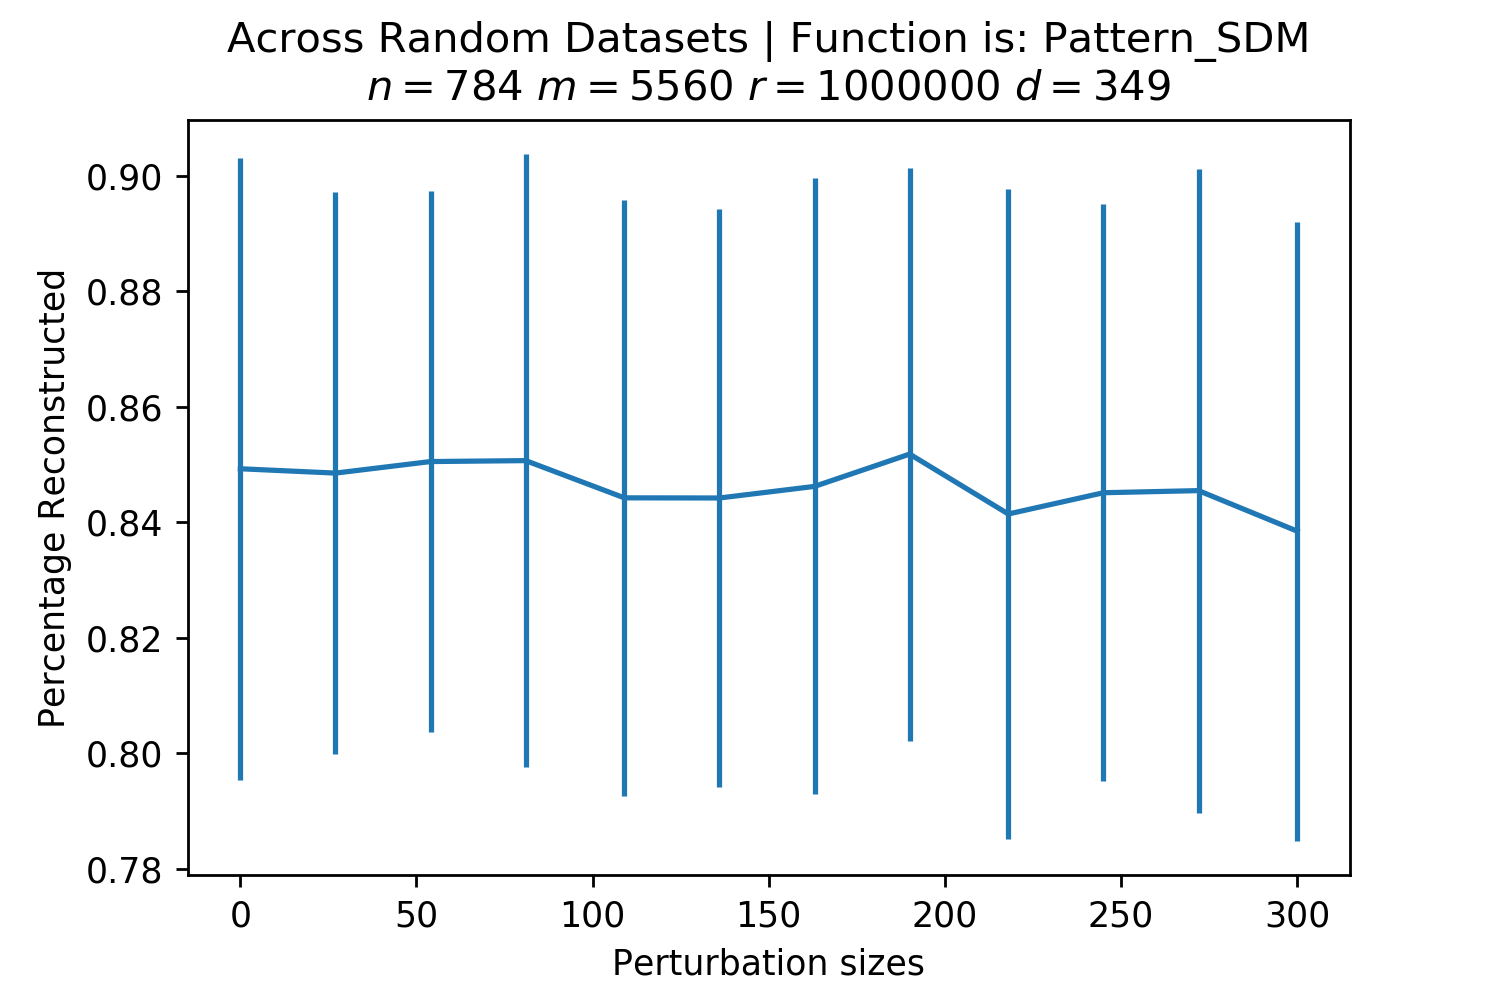 Across Random Datasets | Function is: Pattern_SDM
n = 784 m = 5560 r = 1000000 d = 349
Percentage Reconstructed
0.90
0.88
0.86
0.84
0.82
0.80
0.78
0 50 100 150 200 250 300
Perturbation sizes